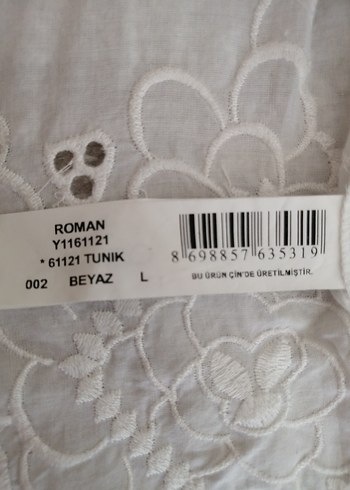 ROMAN
Y1161121
* 61121 TUNIK
002 BEYAZ L
8 698857 635319
BU ÜRÜN ÇİN'DE ÜRETİLMİŞTİR.